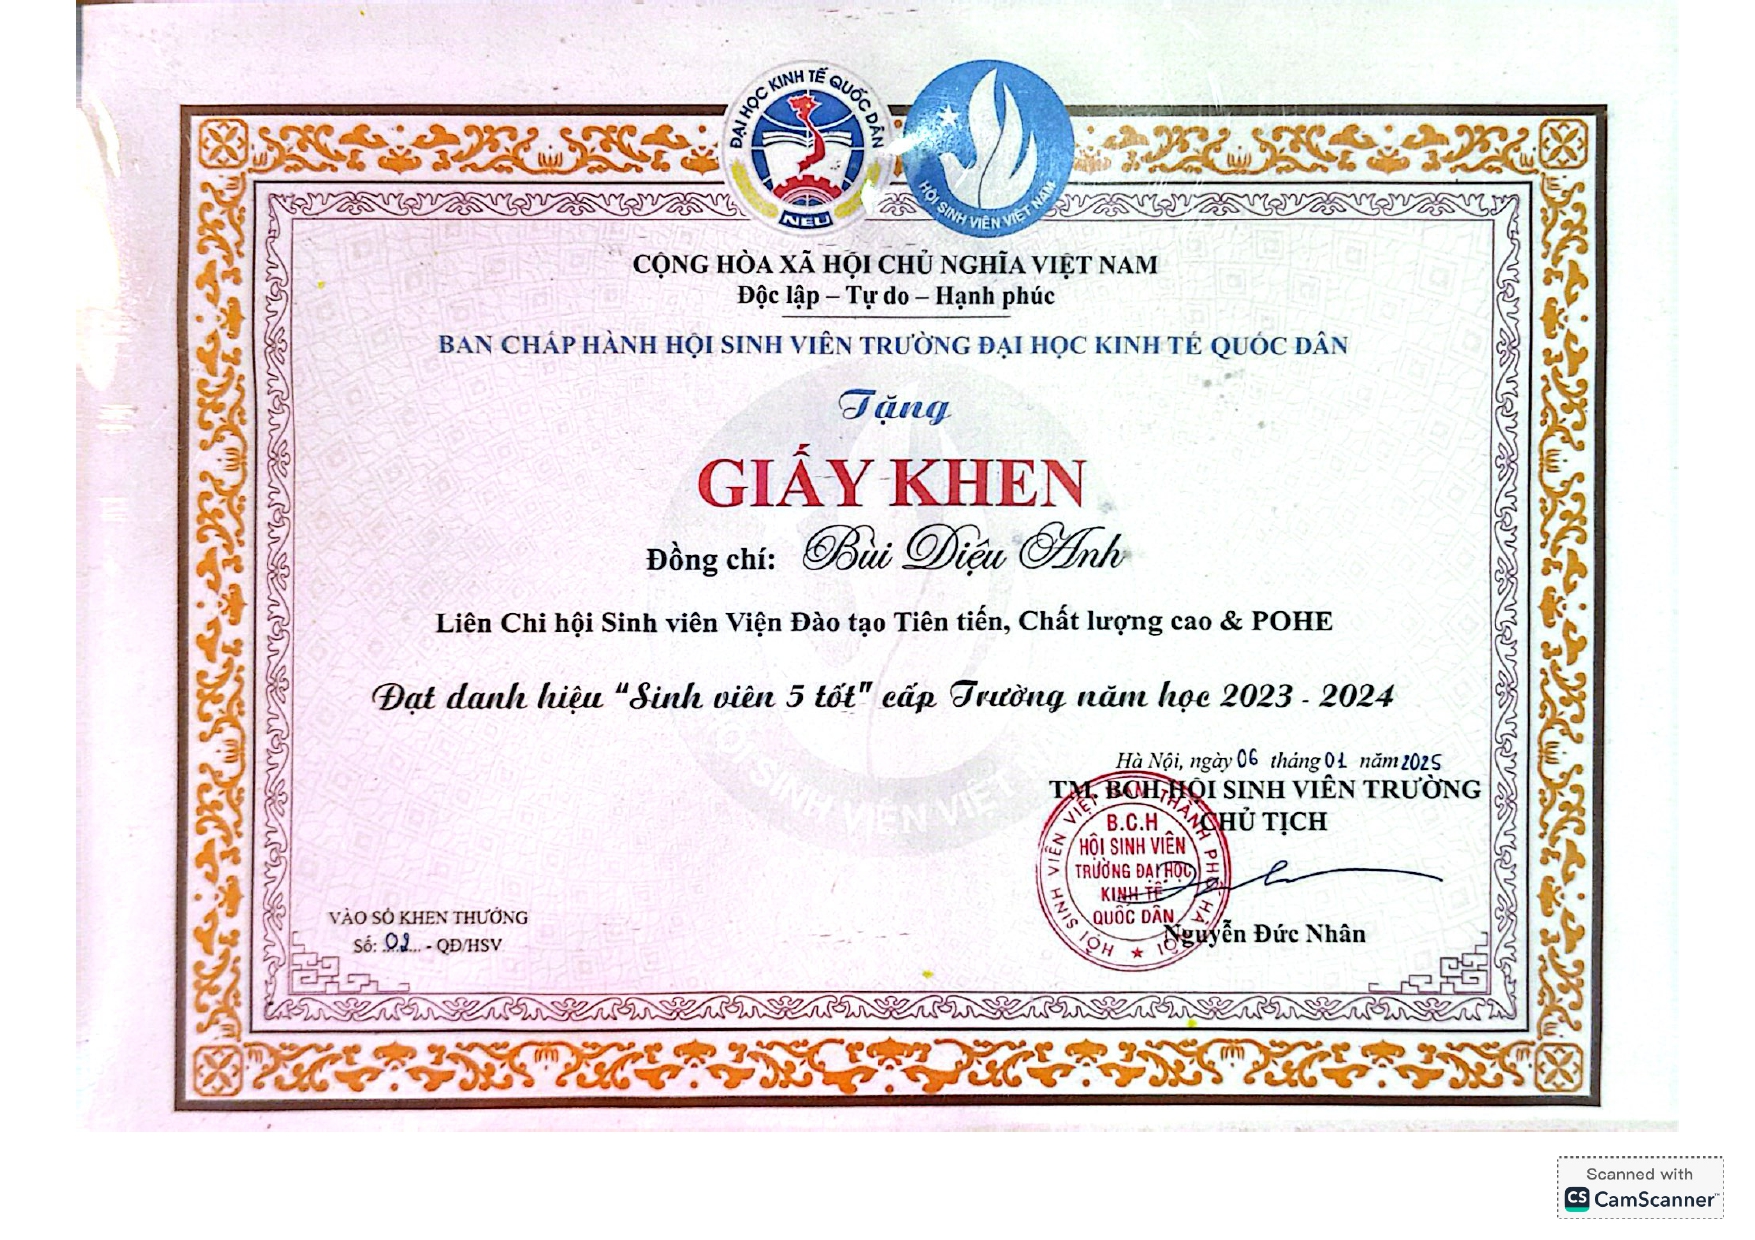 ĐẠI HỌC KINH TẾ QUỐC DÂN
NEU
HỘI SINH VIÊN VIỆT NAM
CỘNG HÒA XÃ HỘI CHỦ NGHĨA VIỆT NAM
Độc lập – Tự do – Hạnh phúc
BAN CHẤP HÀNH HỘI SINH VIÊN TRƯỜNG ĐẠI HỌC KINH TẾ QUỐC DÂN
Tặng
GIẤY KHEN
Đồng chí: Bùi Diệu Anh
Liên Chi hội Sinh viên Viện Đào tạo Tiên tiến, Chất lượng cao & POHE
Đạt danh hiệu “Sinh viên 5 tốt” cấp Trường năm học 2023 - 2024
Hà Nội, ngày 06 tháng 01 năm 2025
TM. BCH HỘI SINH VIÊN TRƯỜNG
CHỦ TỊCH
HỘI SINH VIÊN VIỆT NAM THÀNH PHỐ HÀ NỘI
B.C.H
HỘI SINH VIÊN
TRƯỜNG ĐẠI HỌC
KINH TẾ
QUỐC DÂN
Nguyễn Đức Nhân
VÀO SỔ KHEN THƯỞNG
Số: ... - QĐ/HSV
HỘI SINH VIÊN VIỆT NAM
Scanned with
CS CamScanner